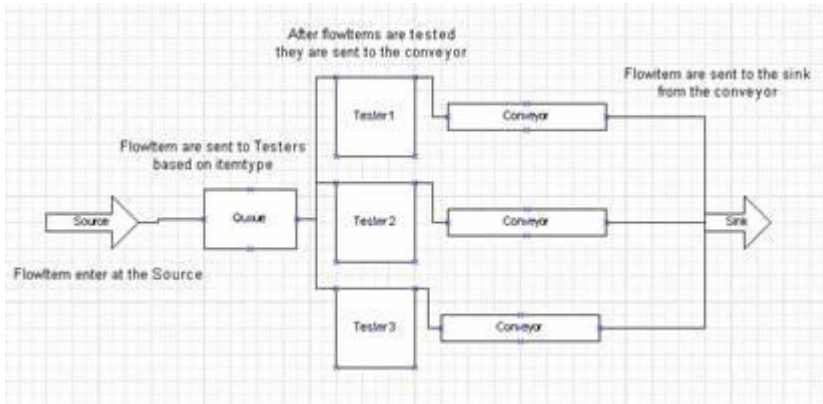 After flowItems are tested
they are sent to the conveyor
FlowItem are sent to the sink
from the conveyor
Tester1
Conveyor
FlowItem are sent to Testers
based on itemtype
Source
Queue
Tester2
Conveyor
Sink
FlowItem enter at the Source
Tester3
Conveyor